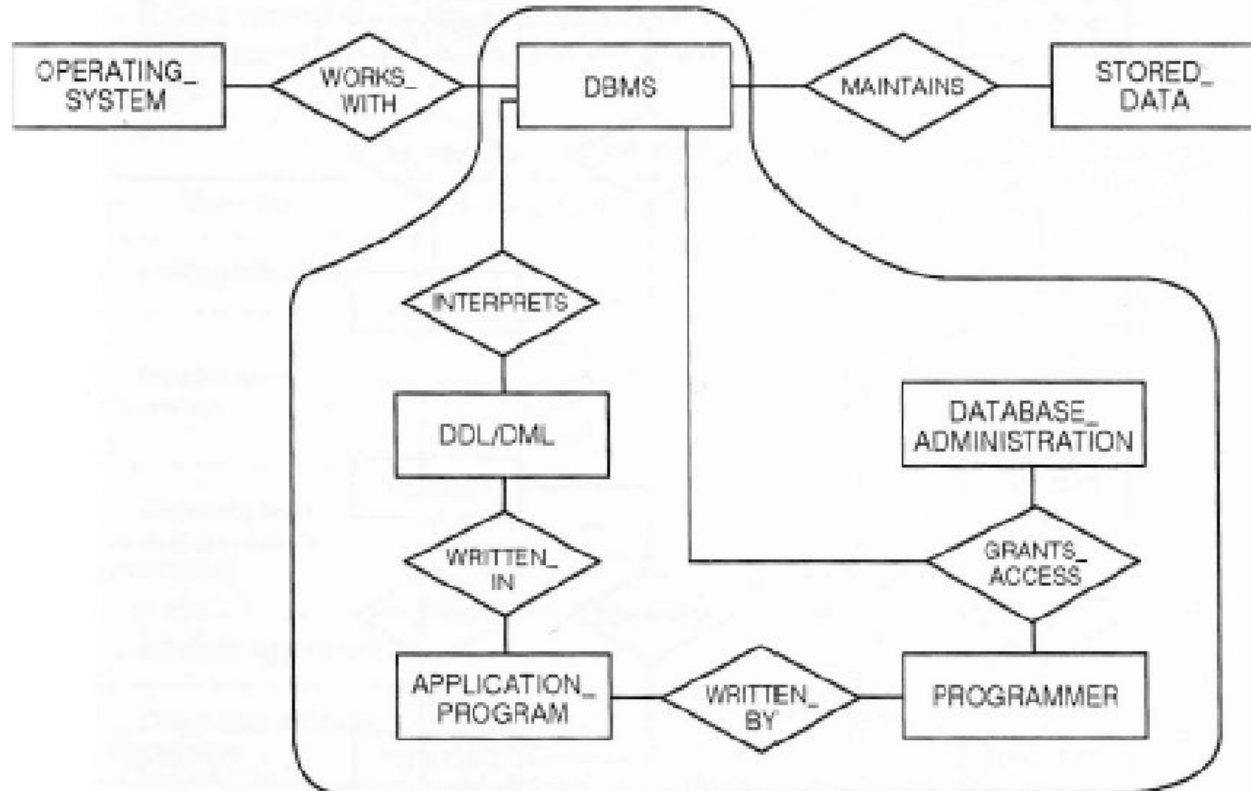 OPERATING_
SYSTEM
WORKS_
WITH
DBMS
MAINTAINS
STORED_
DATA
INTERPRETS
DDL/DML
DATABASE_
ADMINISTRATION
WRITTEN_
IN
GRANTS_
ACCESS
APPLICATION_
PROGRAM
WRITTEN_
BY
PROGRAMMER